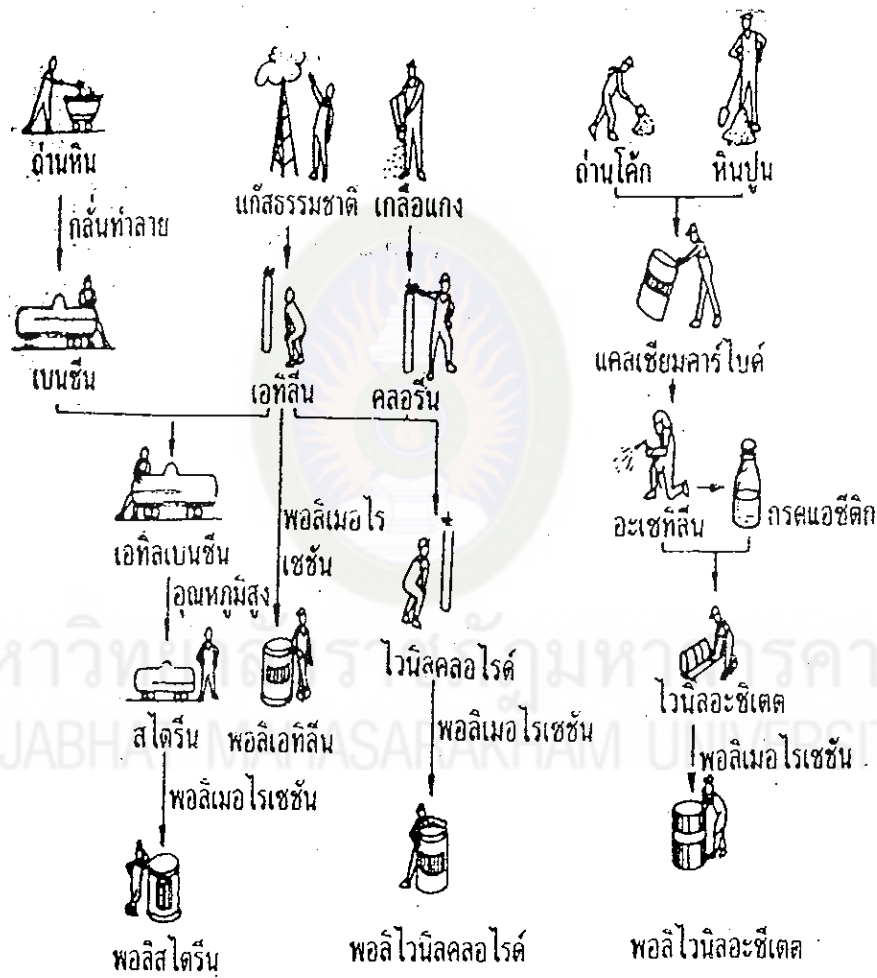 ถ่านหิน
แก๊สธรรมชาติ
เกลือแกง
ถ่านโค้ก
หินปูน
กลั่นทำลาย
เบนซีน
เอทิลีน
คลอรีน
แคลเซียมคาร์ไบด์
เอทิลเบนซีน
พอลิเมอไร
เซชัน
อะเซทิลีน
กรดแอซีติก
อุณหภูมิสูง
สไตรีน
พอลิเอทิลีน
ไวนิลคลอไรด์
ไวนิลอะซีเตต
พอลิเมอไรเซชัน
พอลิเมอไรเซชัน
พอลิเมอไรเซชัน
พอลิสไตรีน
พอลิไวนิลคลอไรด์
พอลิไวนิลอะซีเตต
JABHAT MAHASARAKHAM UNIVERSIT